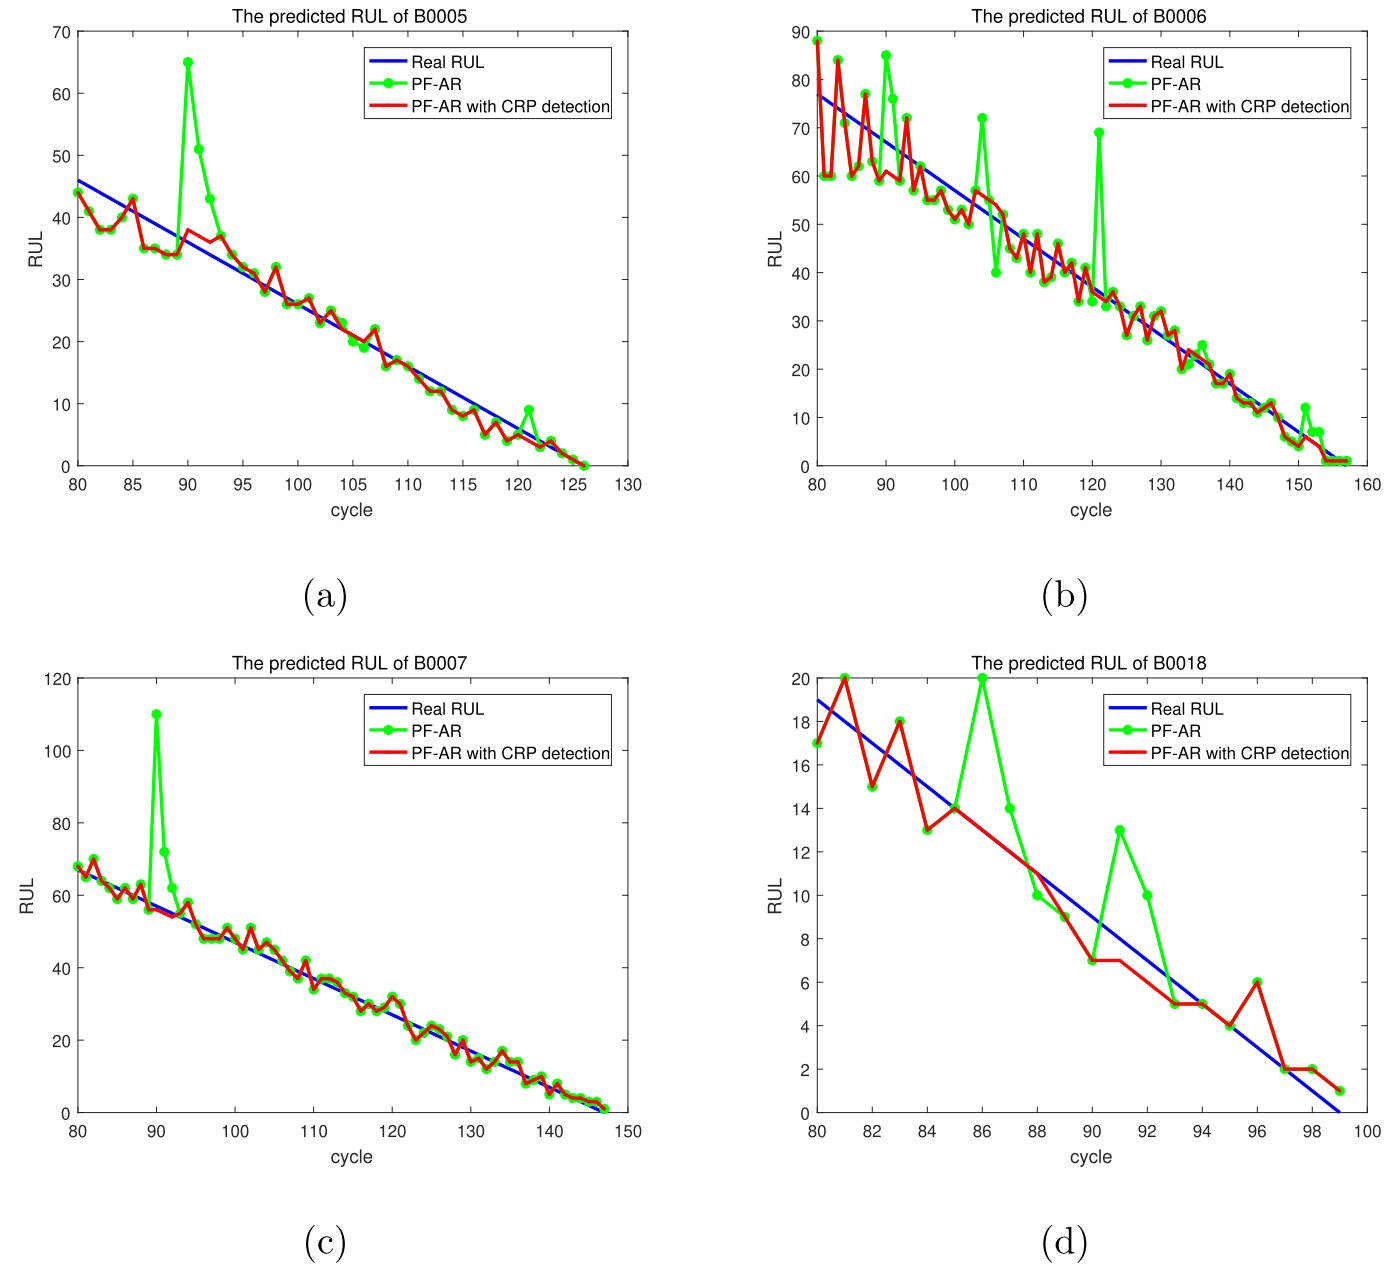 The predicted RUL of B0005
70
60
50
40
30
20
10
0
RUL
Real RUL
PF-AR
PF-AR with CRP detection
80 85 90 95 100 105 110 115 120 125 130
cycle
(a)
The predicted RUL of B0006
90
80
70
60
50
40
30
20
10
0
RUL
Real RUL
PF-AR
PF-AR with CRP detection
80 90 100 110 120 130 140 150 160
cycle
(b)
The predicted RUL of B0007
120
100
80
60
40
20
0
RUL
Real RUL
PF-AR
PF-AR with CRP detection
80 90 100 110 120 130 140 150
cycle
(c)
The predicted RUL of B0018
20
18
16
14
12
10
8
6
4
2
0
RUL
Real RUL
PF-AR
PF-AR with CRP detection
80 82 84 86 88 90 92 94 96 98 100
cycle
(d)